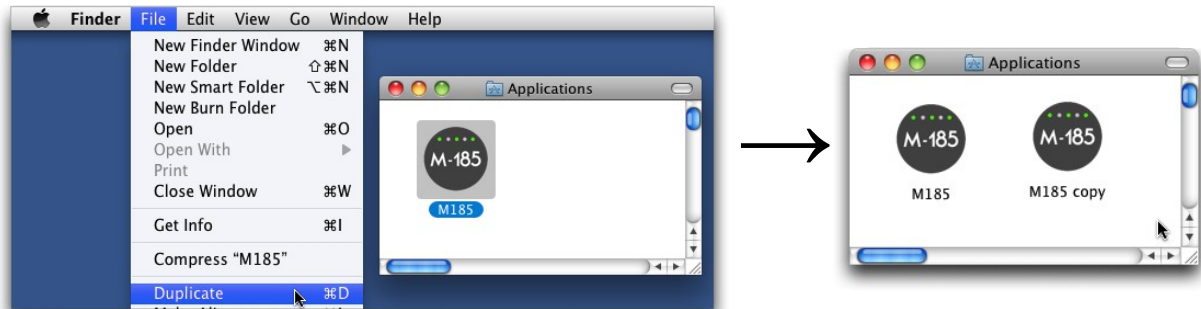 Finder File Edit View Go Window Help
New Finder Window ⌘N
New Folder ⇧⌘N
New Smart Folder ⌥⌘N
New Burn Folder
Open ⌘O
Open With
Print
Close Window ⌘W
Get Info ⌘I
Compress “M185”
Duplicate ⌘D
Applications
M-185
M185
Applications
M-185 M-185
M185 M185 copy